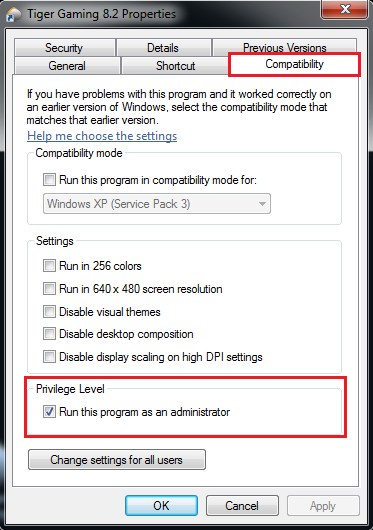 Tiger Gaming 8.2 Properties
Security Details Previous Versions
General Shortcut Compatibility
If you have problems with this program and it worked correctly on
an earlier version of Windows, select the compatibility mode that
matches that earlier version.
Help me choose the settings
Compatibility mode
Run this program in compatibility mode for:
Windows XP (Service Pack 3)
Settings
Run in 256 colors
Run in 640 x 480 screen resolution
Disable visual themes
Disable desktop composition
Disable display scaling on high DPI settings
Privilege Level
Run this program as an administrator
Change settings for all users
OK Cancel Apply